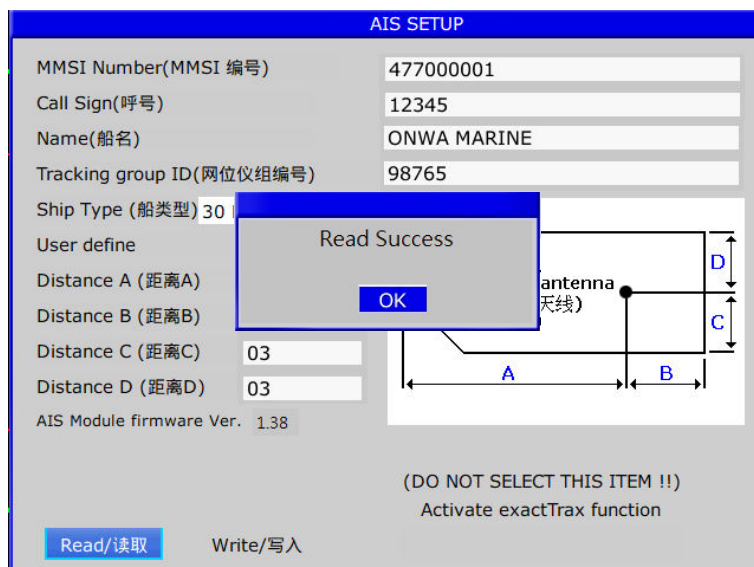 AIS SETUP
MMSI Number(MMSI 编号)
477000001
Call Sign(呼号)
12345
Name(船名)
ONWA MARINE
Tracking group ID(网位仪组编号)
98765
Ship Type (船类型)
30
User define
Read Success
OK
Distance A (距离A)
Distance B (距离B)
Distance C (距离C)
03
Distance D (距离D)
03
antenna
天线)
D
C
A
B
AIS Module firmware Ver.
1.38
(DO NOT SELECT THIS ITEM !!)
Activate exactTrax function
Read/读取
Write/写入